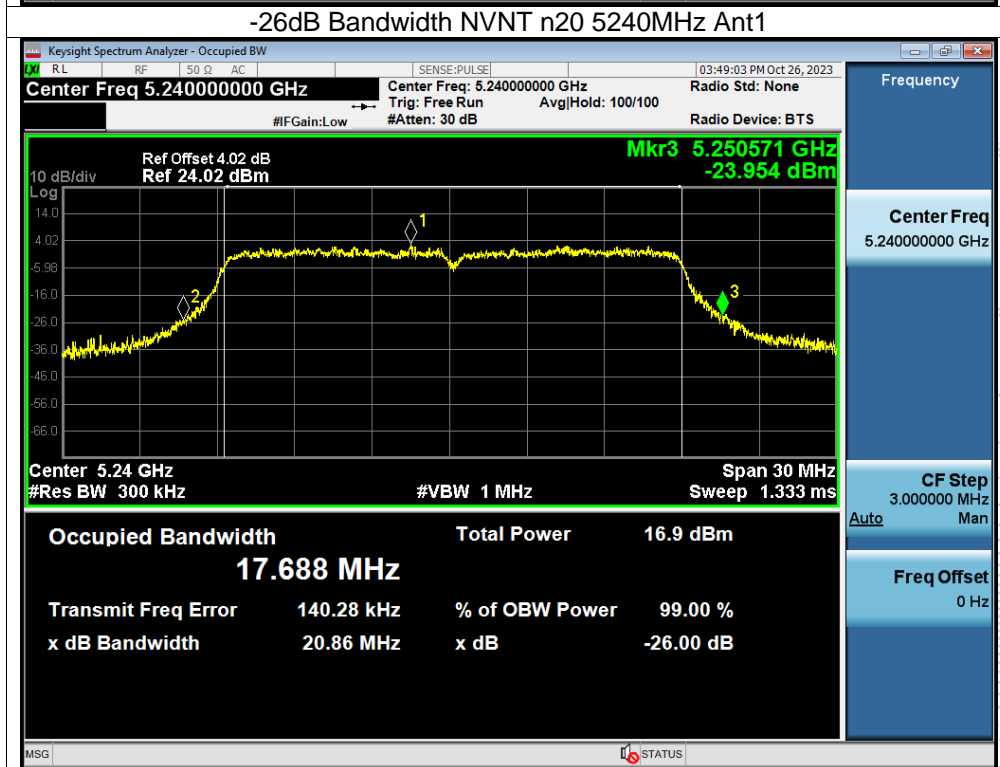 -26dB Bandwidth NVNT n20 5240MHz Ant1
Keysight Spectrum Analyzer - Occupied BW
LXI RL RF 50 Ω AC SENSE:PULSE 03:49:03 PM Oct 26, 2023
Center Freq 5.240000000 GHz
Center Freq: 5.240000000 GHz
Radio Std: None
Trig: Free Run Avg|Hold: 100/100
#IFGain:Low
#Atten: 30 dB
Radio Device: BTS
Frequency
Mkr3 5.250571 GHz
-23.954 dBm
Ref Offset 4.02 dB
10 dB/div Ref 24.02 dBm
Log
14.0
4.02
-5.98
-16.0
-26.0
-36.0
-46.0
-56.0
-66.0
1
2
3
Center 5.24 GHz Span 30 MHz
#Res BW 300 kHz #VBW 1 MHz Sweep 1.333 ms
Center Freq
5.240000000 GHz
CF Step
3.000000 MHz
Auto Man
Freq Offset
0 Hz
Occupied Bandwidth Total Power 16.9 dBm
17.688 MHz
Transmit Freq Error 140.28 kHz % of OBW Power 99.00 %
x dB Bandwidth 20.86 MHz x dB -26.00 dB
MSG STATUS